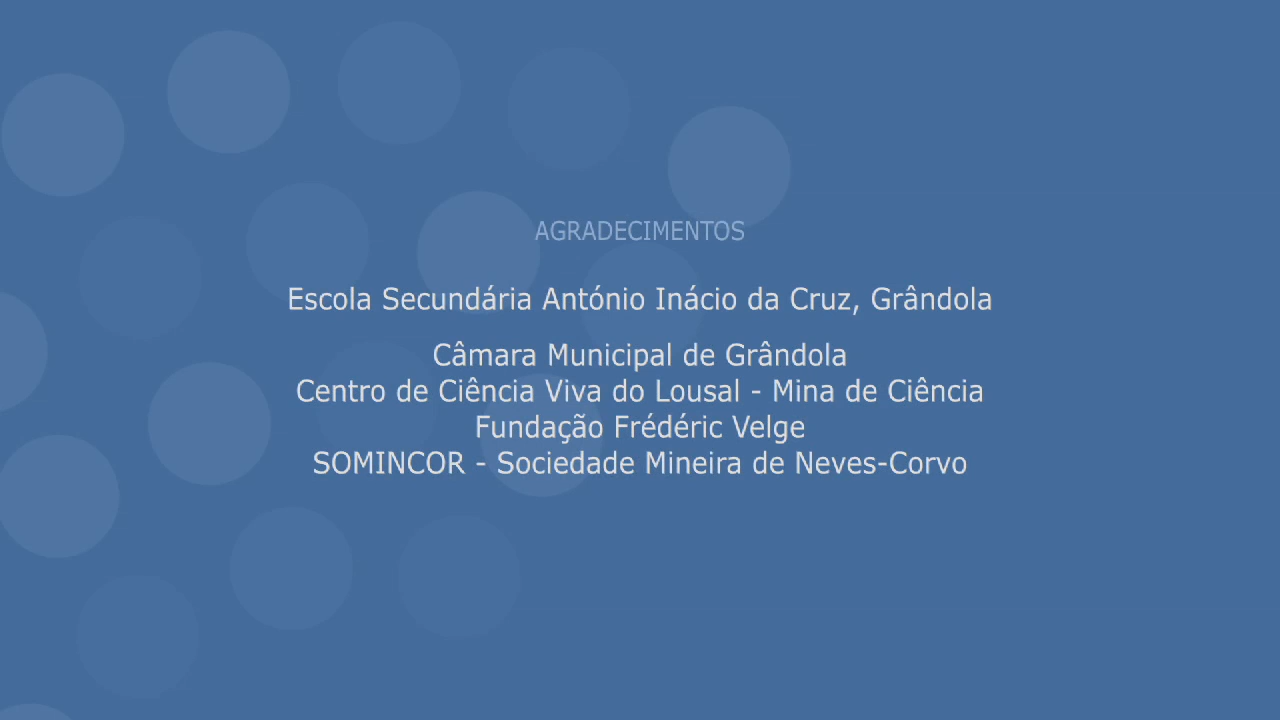 AGRADECIMENTOS
Escola Secundária António Inácio da Cruz, Grândola
Câmara Municipal de Grândola
Centro de Ciência Viva do Lousal - Mina de Ciência
Fundação Frédéric Velge
SOMINCOR - Sociedade Mineira de Neves-Corvo